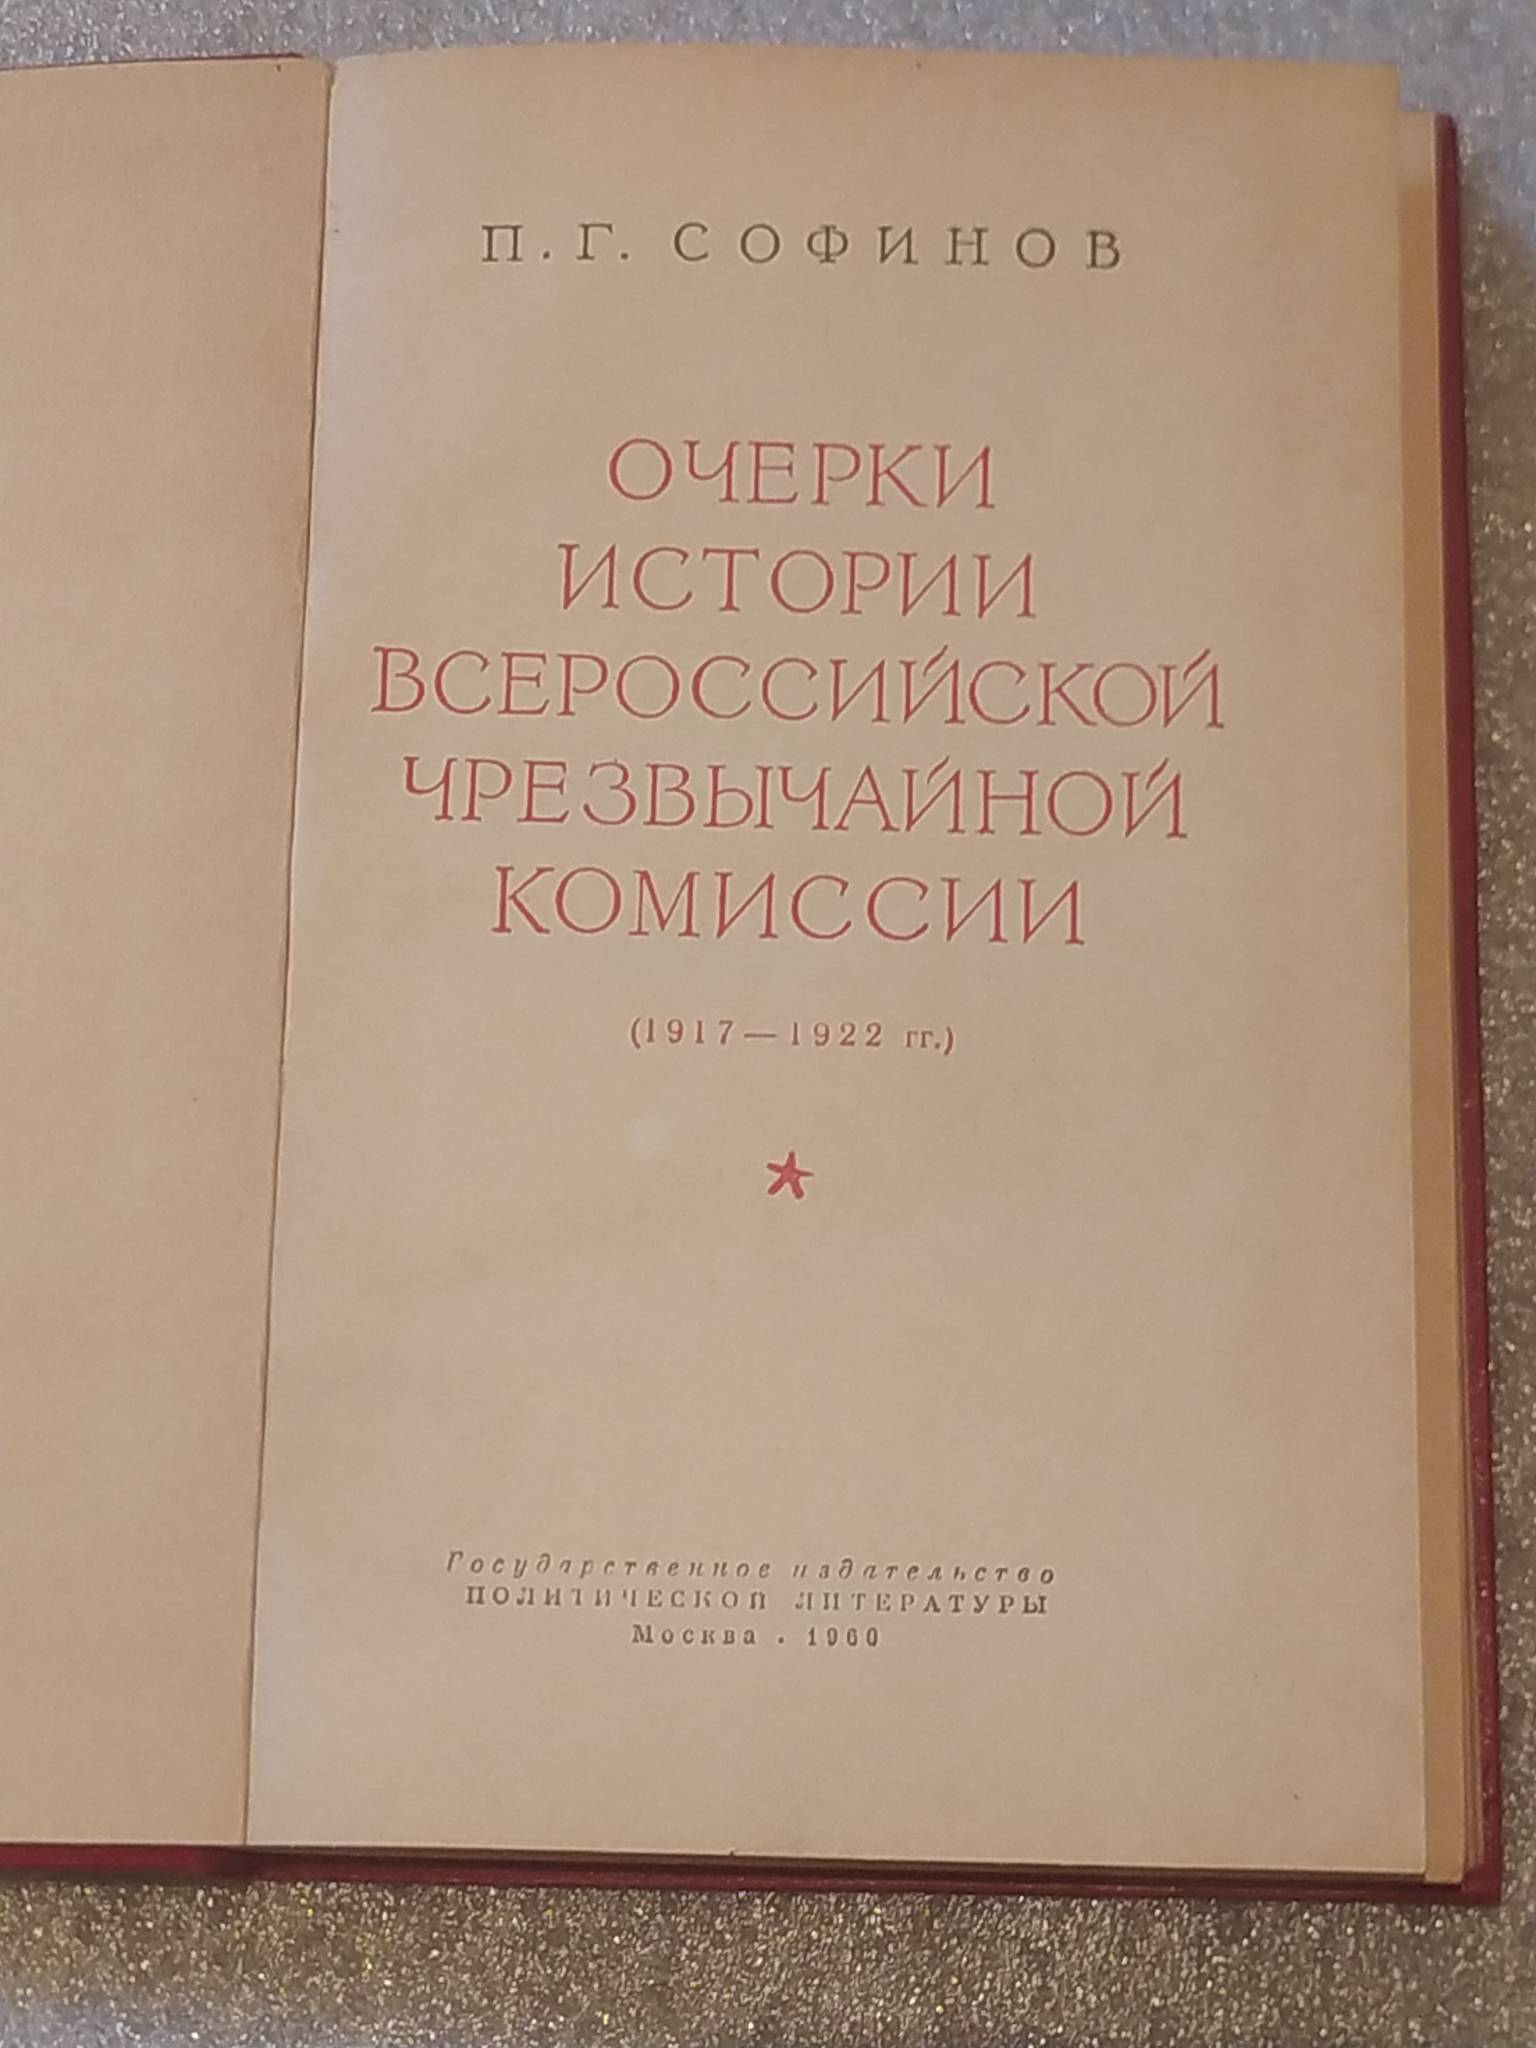 П. Г. СОФИНОВ
ОЧЕРКИ
ИСТОРИИ
ВСЕРОССИЙСКОЙ
ЧРЕЗВЫЧАЙНОЙ
КОМИССИИ
(1917—1922 гг.)
Государственное издательство
ПОЛИТИЧЕСКОЙ ЛИТЕРАТУРЫ
Москва . 1960